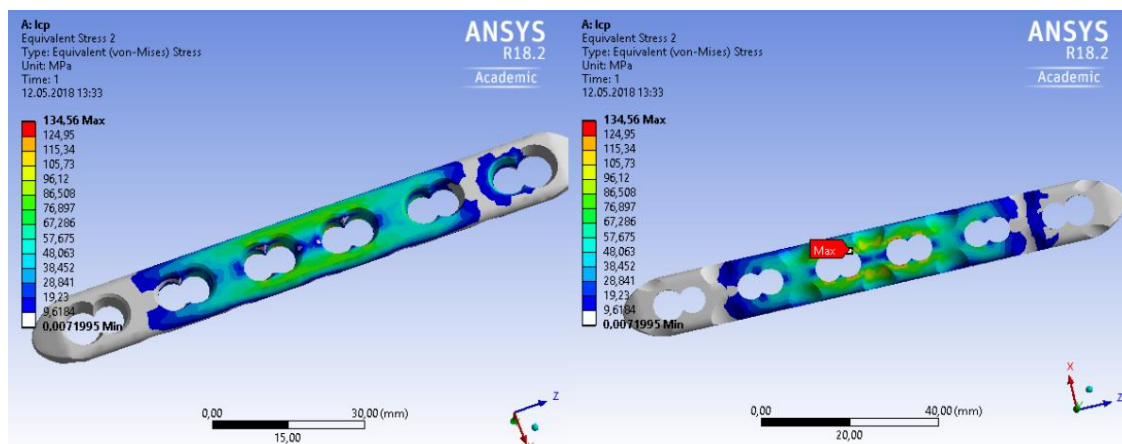 A: lcp
Equivalent Stress 2
Type: Equivalent (von-Mises) Stress
Unit: MPa
Time: 1
12.05.2018 13:33
ANSYS
R18.2
Academic
134,56 Max
124,95
115,34
105,73
96,12
86,508
76,897
67,286
57,675
48,063
38,452
28,841
19,23
9,6184
0,0071995 Min
0,00
30,00 (mm)
15,00
Z
A: lcp
Equivalent Stress 2
Type: Equivalent (von-Mises) Stress
Unit: MPa
Time: 1
12.05.2018 13:33
ANSYS
R18.2
Academic
134,56 Max
124,95
115,34
105,73
96,12
86,508
76,897
67,286
57,675
48,063
38,452
28,841
19,23
9,6184
0,0071995 Min
Max
0,00
40,00 (mm)
20,00
X
Y
Z